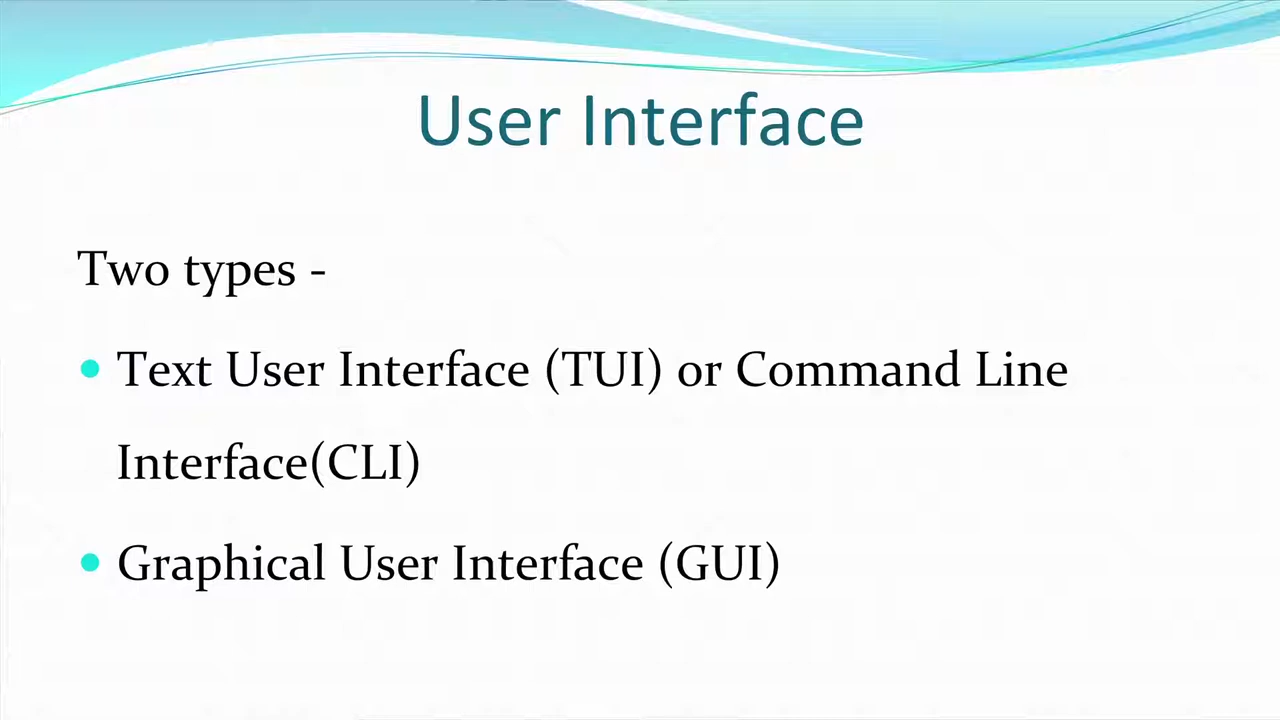 User Interface
Two types -
• Text User Interface (TUI) or Command Line
Interface(CLI)
• Graphical User Interface (GUI)